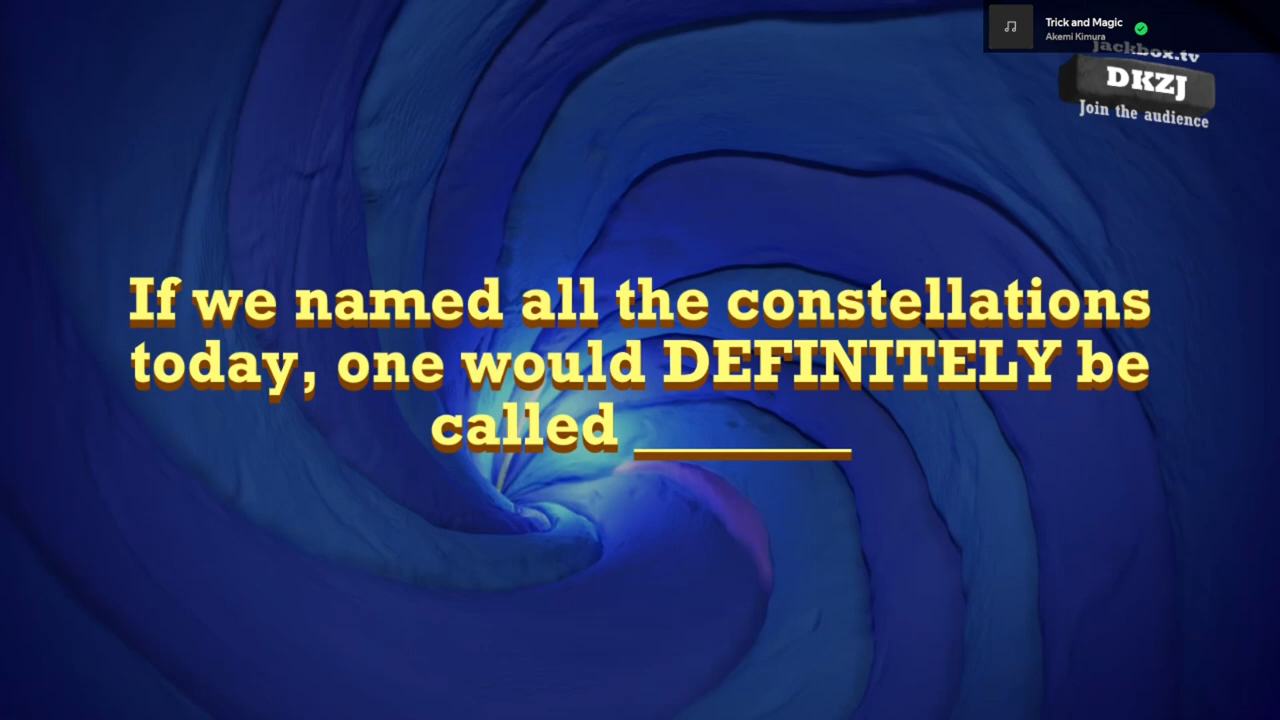 Trick and Magic
Akemi Kimura
jackbox.tv
DKZJ
Join the audience
If we named all the constellations
today, one would DEFINITELY be
called ________